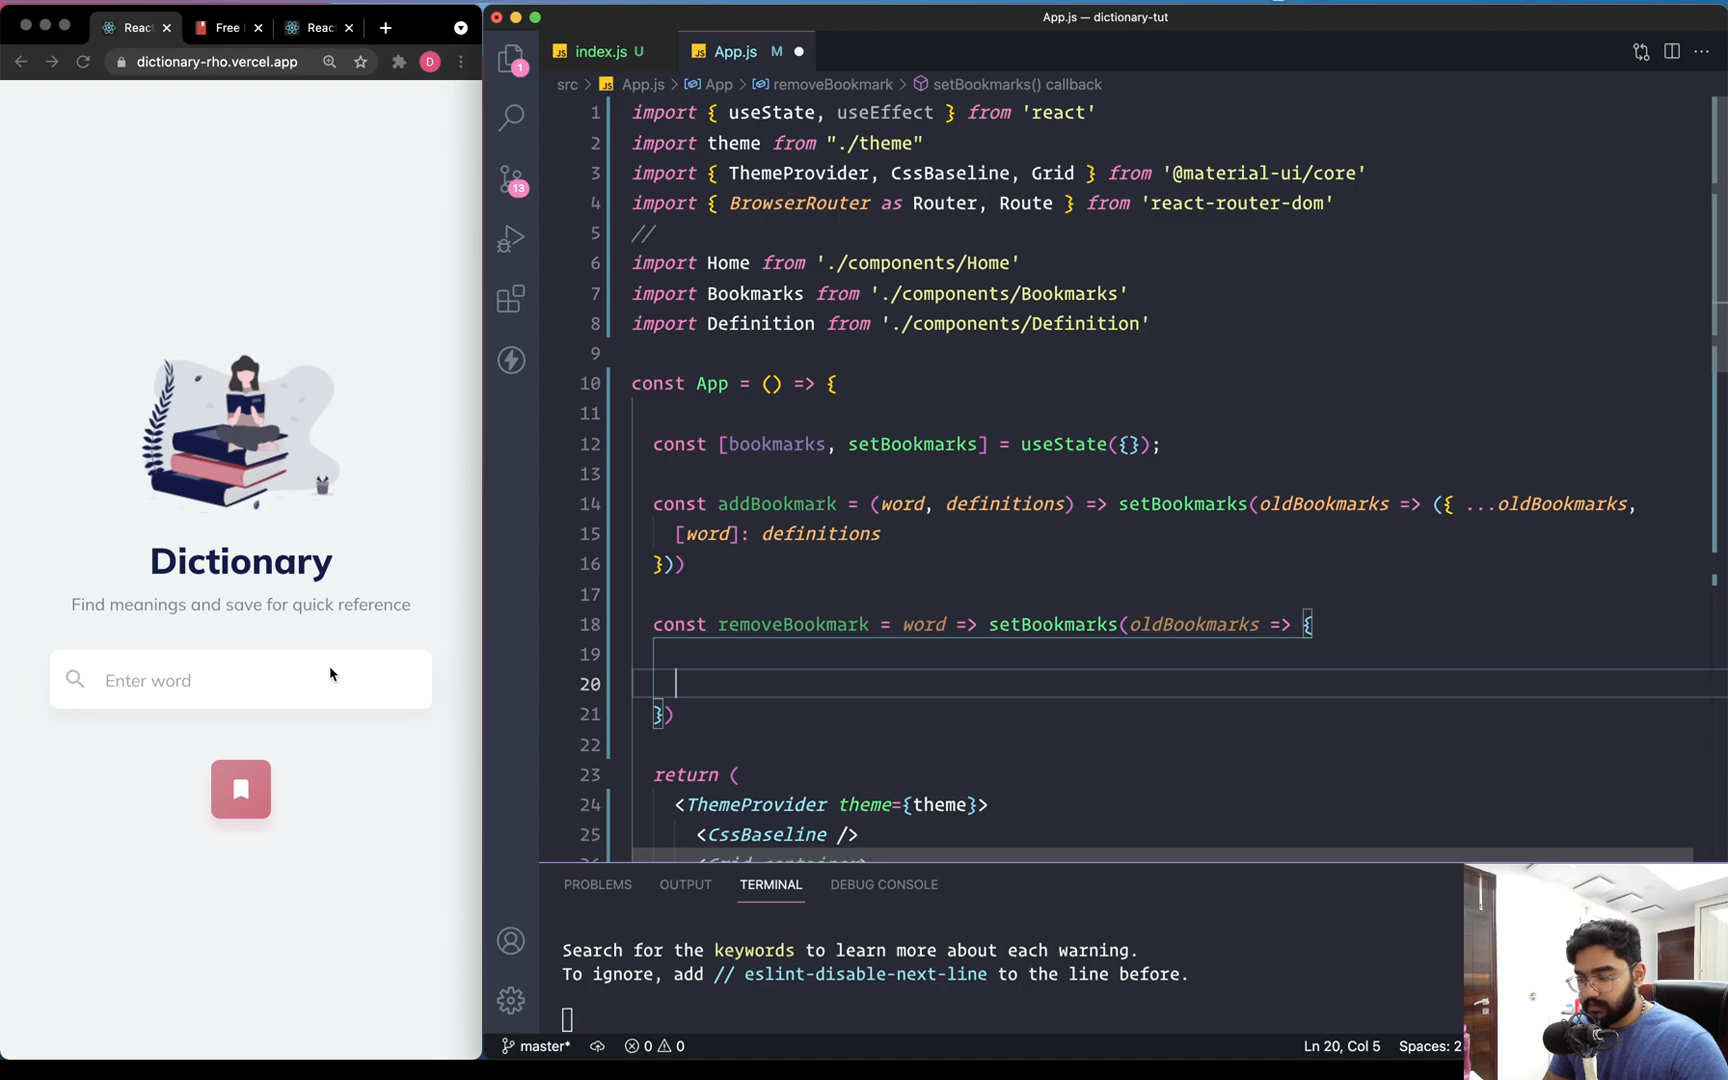 Reac
Free
Reac
dictionary-rho.vercel.app
D
Dictionary
Find meanings and save for quick reference
Enter word
App.js — dictionary-tut
index.js U
App.js M
src > App.js > App > removeBookmark > setBookmarks() callback
1
13
1 import { useState, useEffect } from 'react'
2 import theme from "./theme"
3 import { ThemeProvider, CssBaseline, Grid } from '@material-ui/core'
4 import { BrowserRouter as Router, Route } from 'react-router-dom'
5 //
6 import Home from './components/Home'
7 import Bookmarks from './components/Bookmarks'
8 import Definition from './components/Definition'
9
10 const App = () => {
11
12 const [bookmarks, setBookmarks] = useState({});
13
14 const addBookmark = (word, definitions) => setBookmarks(oldBookmarks => ({ ...oldBookmarks,
15 [word]: definitions
16 }))
17
18 const removeBookmark = word => setBookmarks(oldBookmarks => {
19
20
21 })
22
23 return (
24 <ThemeProvider theme={theme}>
25 <CssBaseline />
PROBLEMS OUTPUT TERMINAL DEBUG CONSOLE
Search for the keywords to learn more about each warning.
To ignore, add // eslint-disable-next-line to the line before.
master* 0 0 Ln 20, Col 5 Spaces: 2